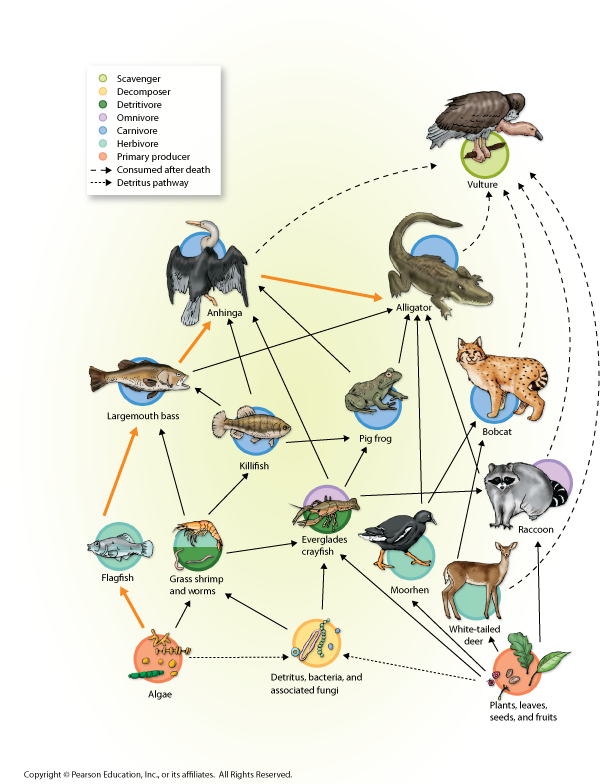 Scavenger
Decomposer
Detritivore
Omnivore
Carnivore
Herbivore
Primary producer
Consumed after death
Detritus pathway
Vulture
Anhinga
Alligator
Largemouth bass
Pig frog
Bobcat
Killifish
Raccoon
Everglades
crayfish
Flagfish
Grass shrimp
and worms
Moorhen
White-tailed
deer
Algae
Detritus, bacteria, and
associated fungi
Plants, leaves,
seeds, and fruits
Copyright © Pearson Education, Inc., or its affiliates. All Rights Reserved.